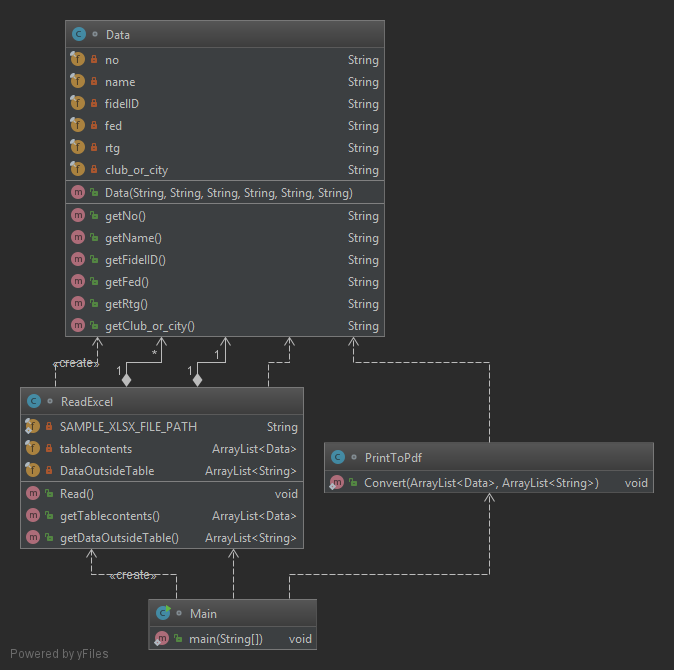 Data
no String
name String
fideIID String
fed String
rtg String
club_or_city String
Data(String, String, String, String, String, String)
getNo() String
getName() String
getFideIID() String
getFed() String
getRtg() String
getClub_or_city() String
«create» * 1
1 1
ReadExcel
SAMPLE_XLSX_FILE_PATH String
tablecontents ArrayList<Data>
DataOutsideTable ArrayList<String>
Read() void
getTablecontents() ArrayList<Data>
getDataOutsideTable() ArrayList<String>
PrintToPdf
Convert(ArrayList<Data>, ArrayList<String>) void
«create»
Main
main(String[]) void
Powered by yFiles